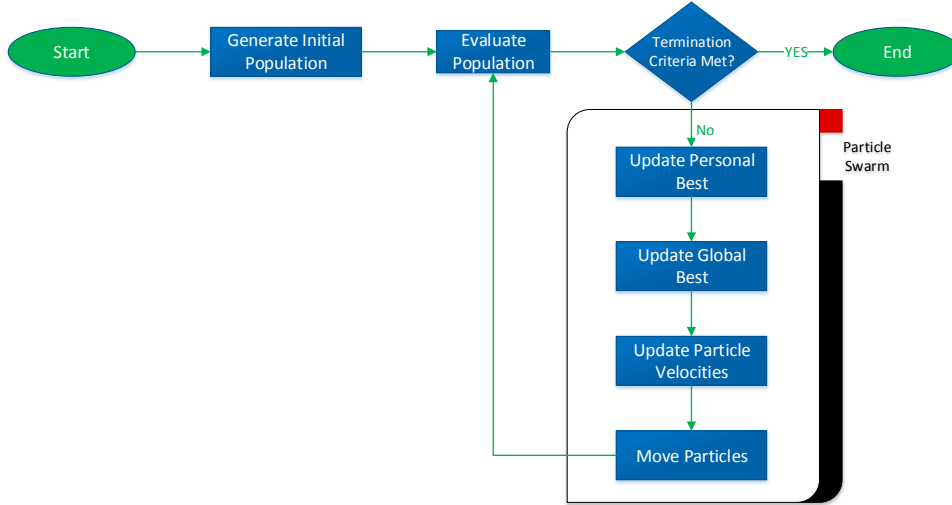 Start
Generate Initial
Population
Evaluate
Population
Termination
Criteria Met?
YES
End
No
Particle
Swarm
Update Personal
Best
Update Global
Best
Update Particle
Velocities
Move Particles